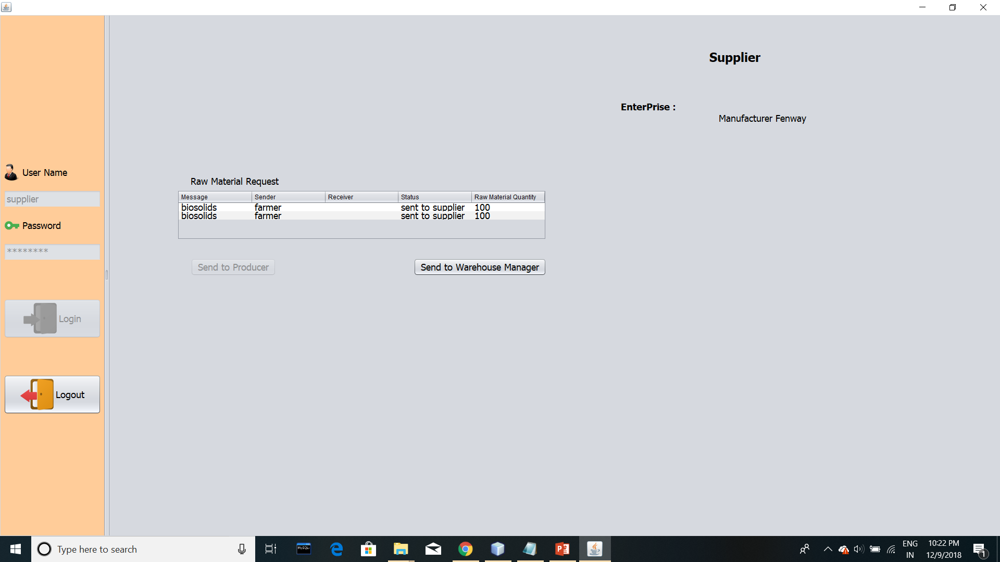 Supplier
EnterPrise :
Manufacturer Fenway
User Name
supplier
Password
********
Login
Logout
Raw Material Request
Message Sender Receiver Status Raw Material Quantity
biosolids farmer sent to supplier 100
biosolids farmer sent to supplier 100
Send to Producer Send to Warehouse Manager
Type here to search
MySQL
ENG
IN
10:22 PM
12/9/2018
1